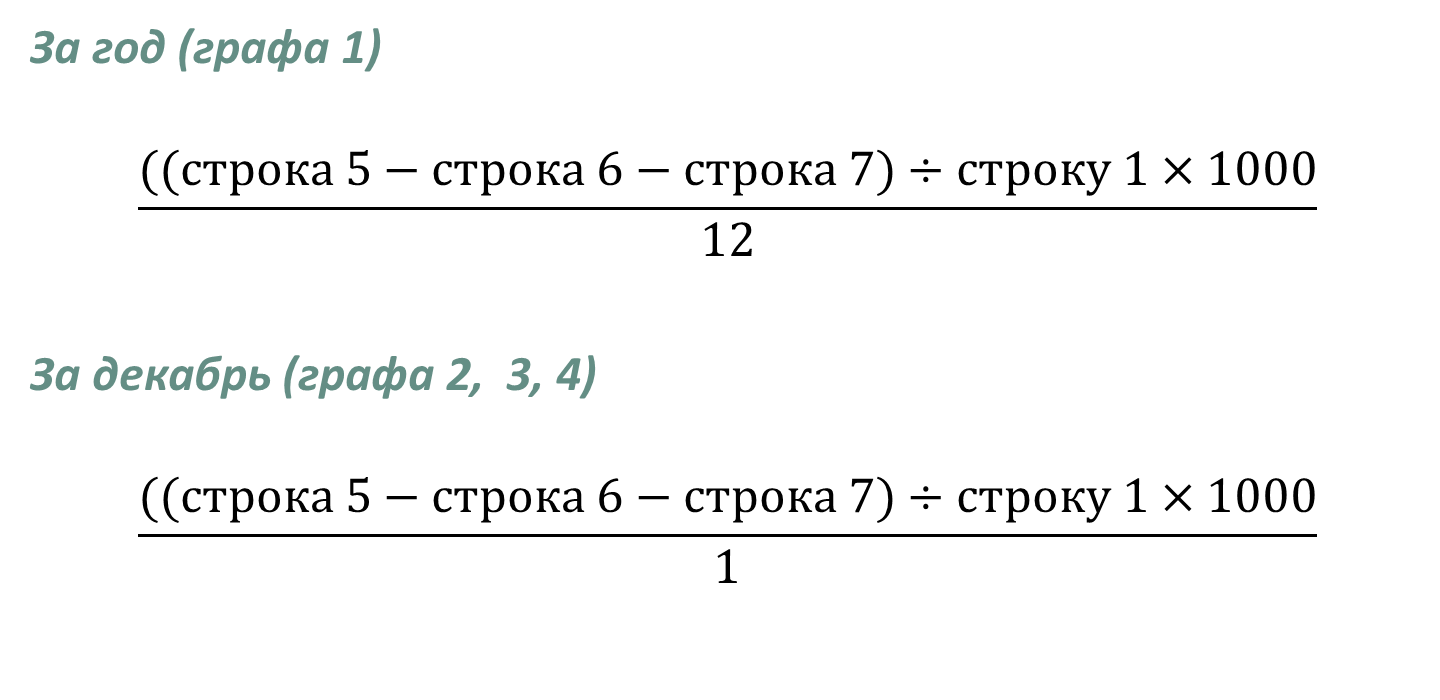 За год (графа 1)
((строка 5 − строка 6 − строка 7) ÷ строку 1 × 1000
12
За декабрь (графа 2,  3, 4)
((строка 5 − строка 6 − строка 7) ÷ строку 1 × 1000
1